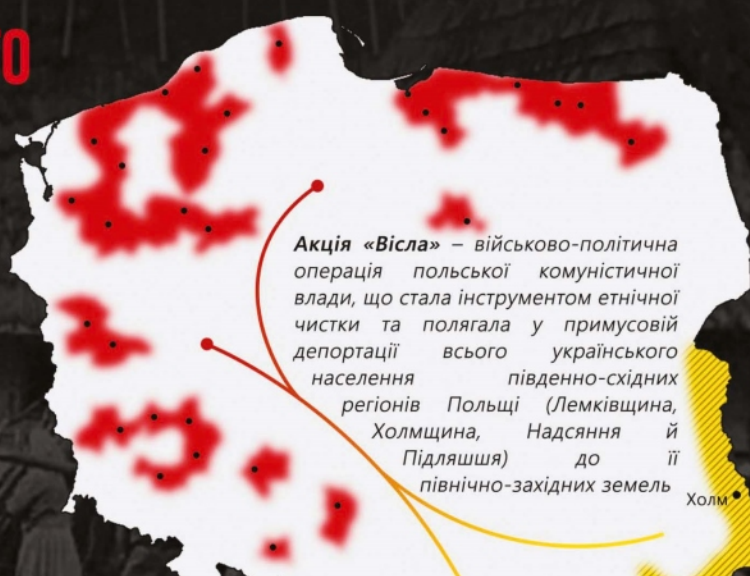 Акція «Вісла» – військово-політична
операція польської комуністичної
влади, що стала інструментом етнічної
чистки та полягала у примусовій
депортації всього українського
населення південно-східних
регіонів Польщі (Лемківщина,
Холмщина, Надсяння й
Підляшшя) до її
північно-західних земель
Холм